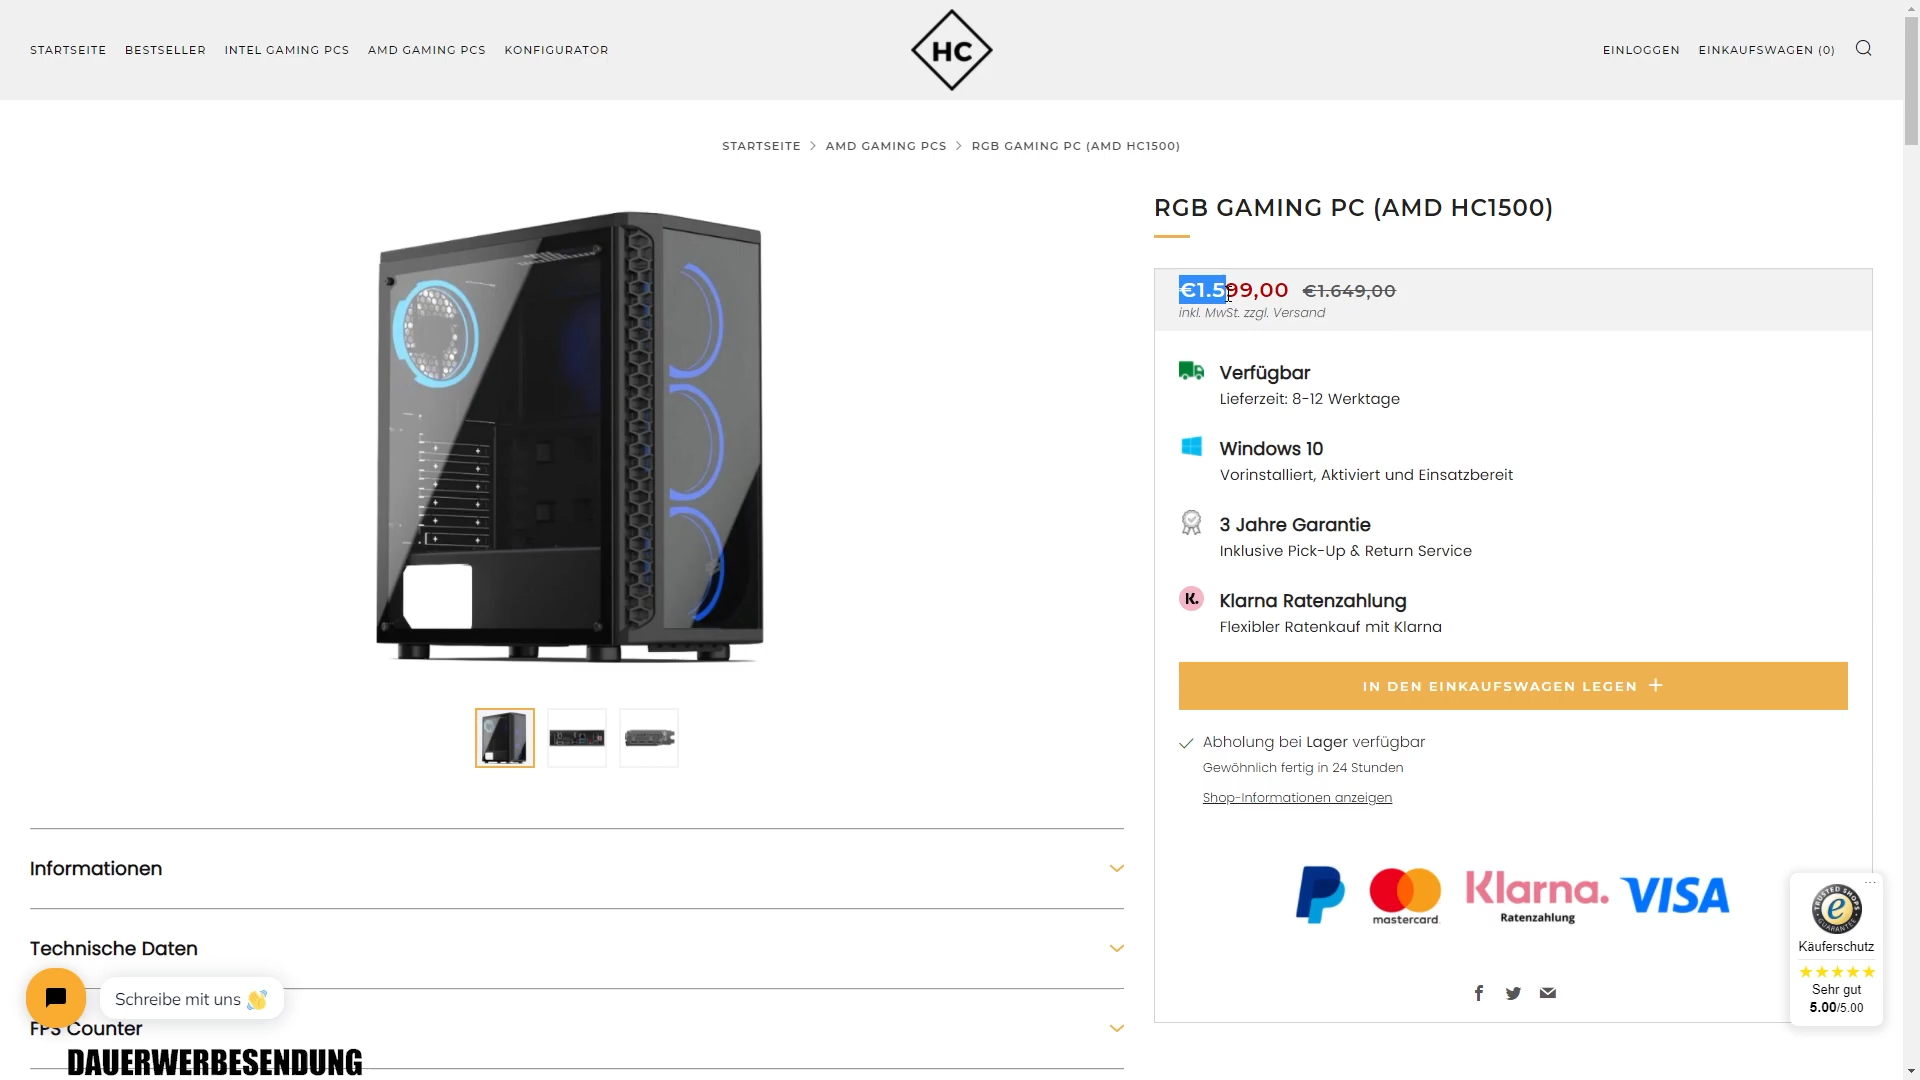 STARTSEITE BESTSELLER INTEL GAMING PCS AMD GAMING PCS KONFIGURATOR
HC
EINLOGGEN EINKAUFSWAGEN (0)
STARTSEITE > AMD GAMING PCS > RGB GAMING PC (AMD HC1500)
RGB GAMING PC (AMD HC1500)
€1.599,00 €1.649,00
inkl. MwSt. zzgl. Versand
Verfügbar
Lieferzeit: 8-12 Werktage
Windows 10
Vorinstalliert, Aktiviert und Einsatzbereit
3 Jahre Garantie
Inklusive Pick-Up & Return Service
K.
Klarna Ratenzahlung
Flexibler Ratenkauf mit Klarna
IN DEN EINKAUFSWAGEN LEGEN +
Abholung bei Lager verfügbar
Gewöhnlich fertig in 24 Stunden
Shop-Informationen anzeigen
mastercard.
Klarna.
Ratenzahlung
VISA
Informationen
Technische Daten
FPS Counter
Schreibe mit uns 👋
DAUERWERBESENDUNG
TRUSTED SHOPS
GUARANTEE
e
Käuferschutz
★★★★★
Sehr gut
5.00/5.00